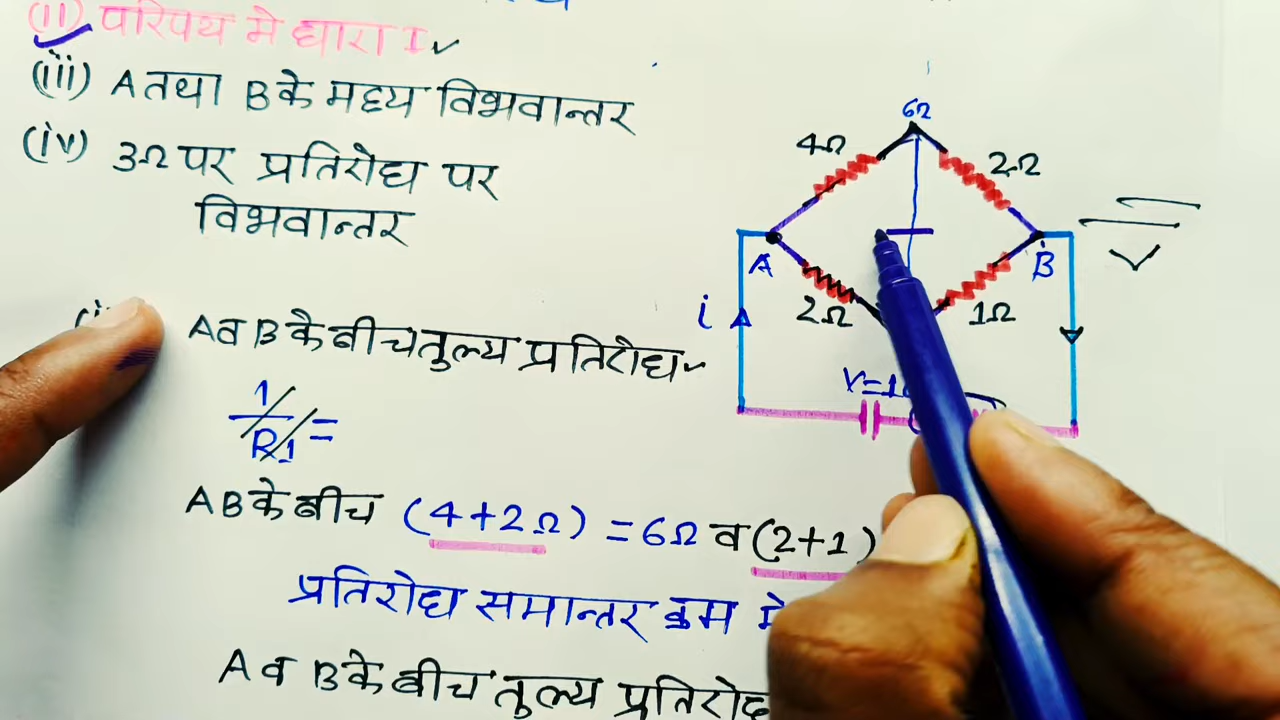 (ii) परिपथ मे धारा I
(iii) A तथा B के मध्य विभवान्तर
(iv) 3Ω पर प्रतिरोध पर
विभवान्तर
A व B के बीच तुल्य प्रतिरोध
1/R1 =
AB के बीच (4+2Ω) = 6Ω व (2+1)
प्रतिरोध समान्तर क्रम मे
A व B के बीच तुल्य प्रतिरोध
6Ω
4Ω
2Ω
A
B
2Ω
1Ω
i